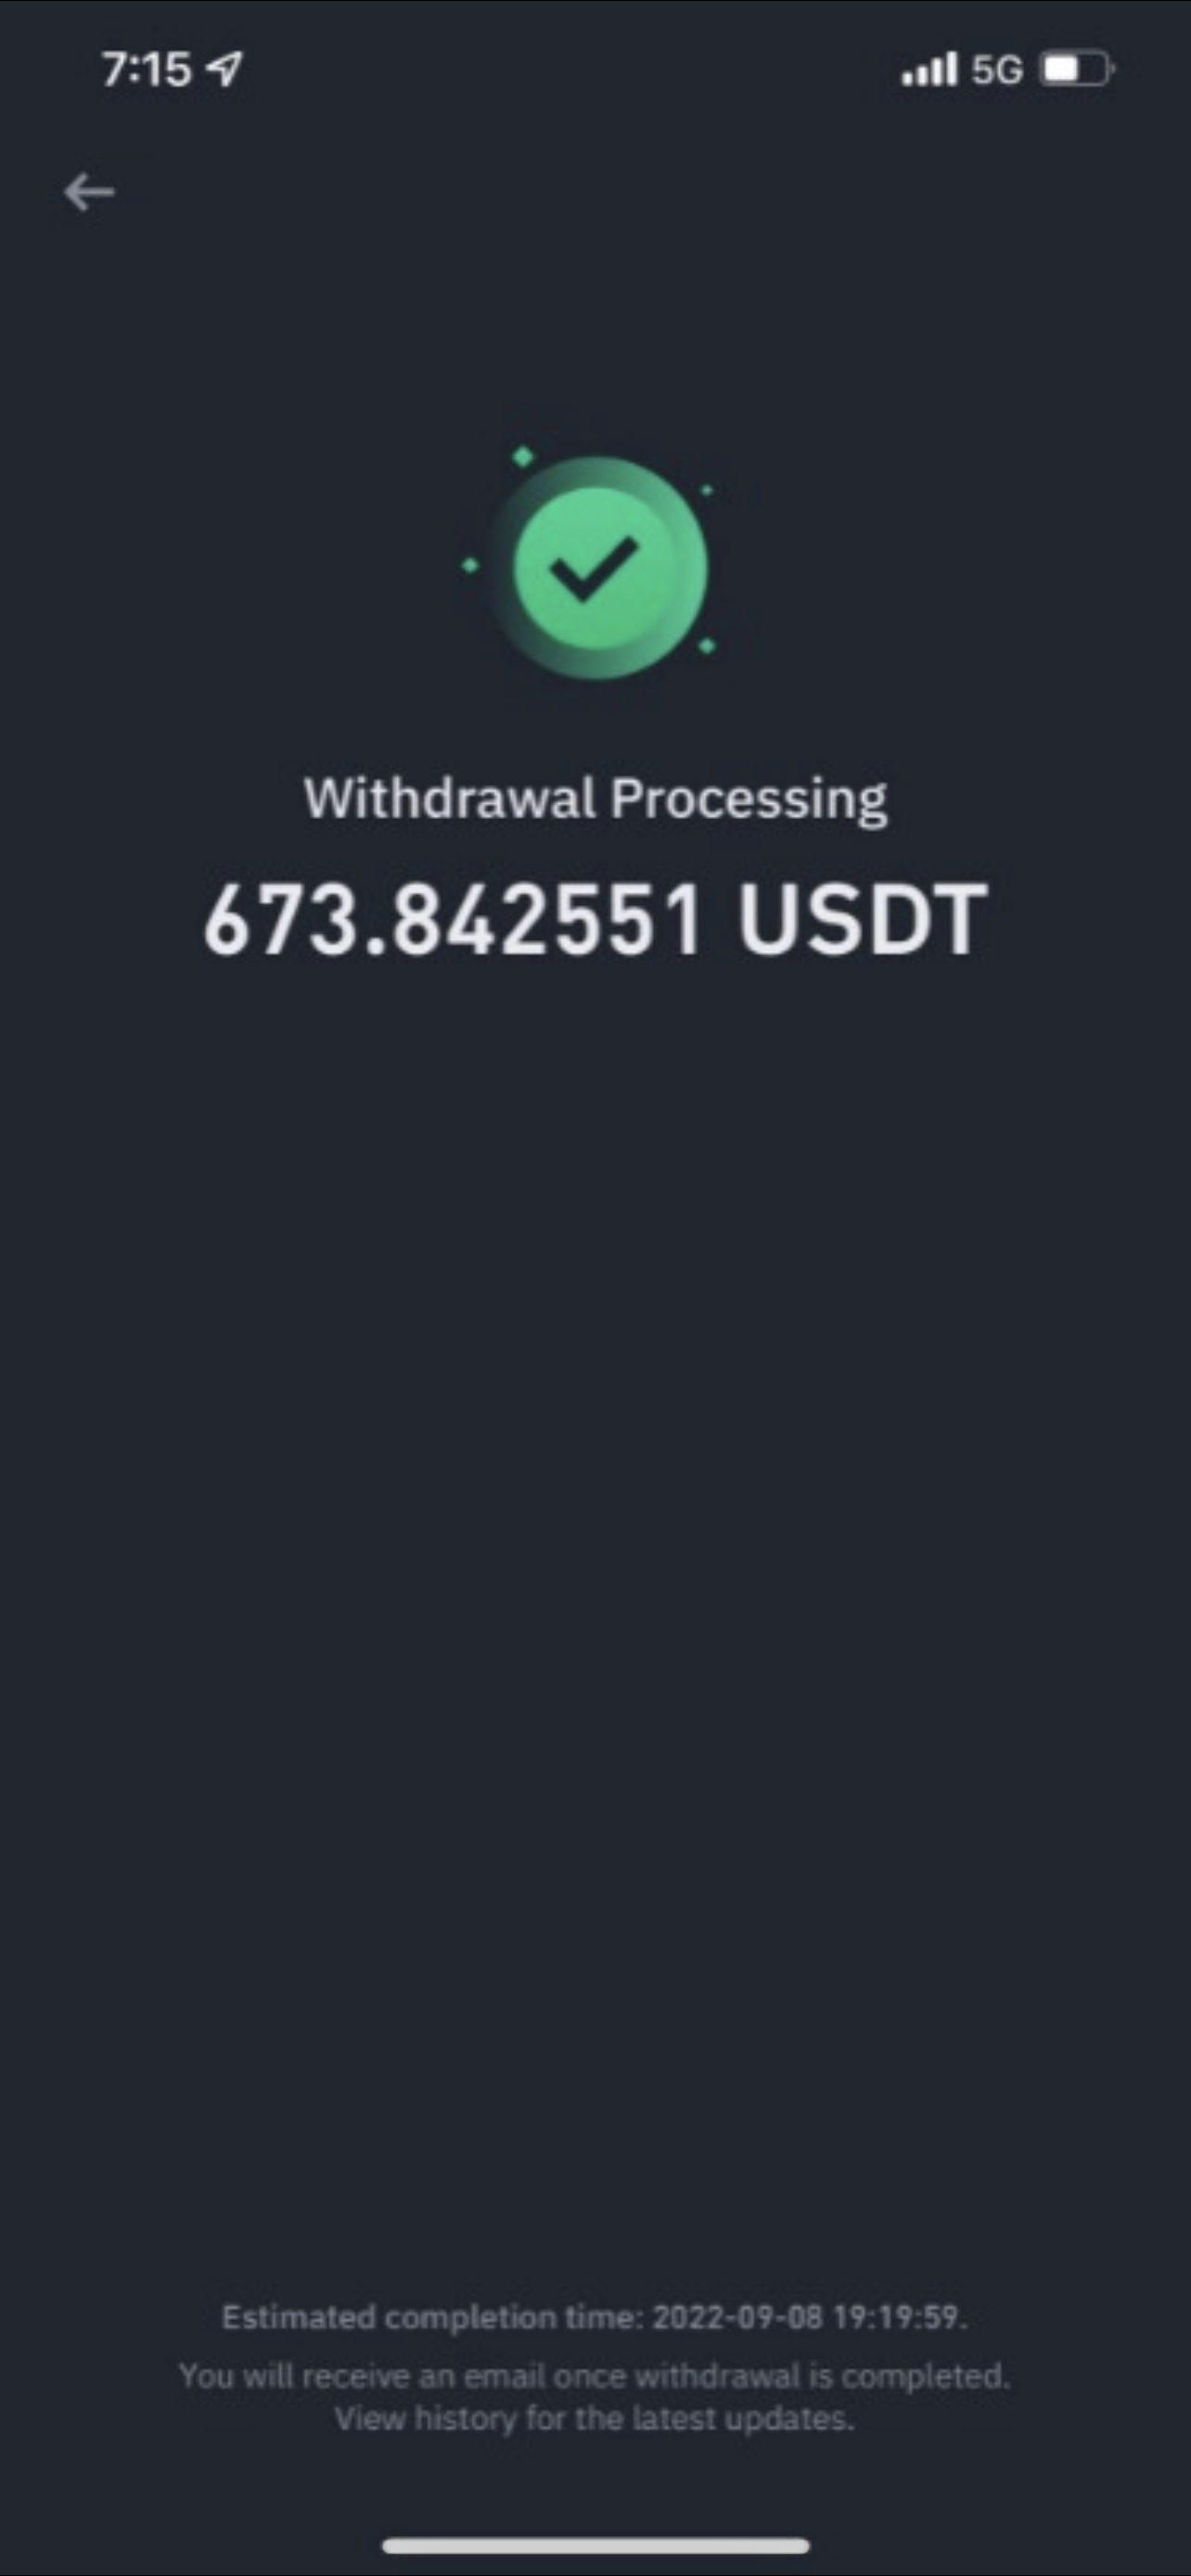 7:15
5G
Withdrawal Processing
673.842551 USDT
Estimated completion time: 2022-09-08 19:19:59.
You will receive an email once withdrawal is completed.
View history for the latest updates.